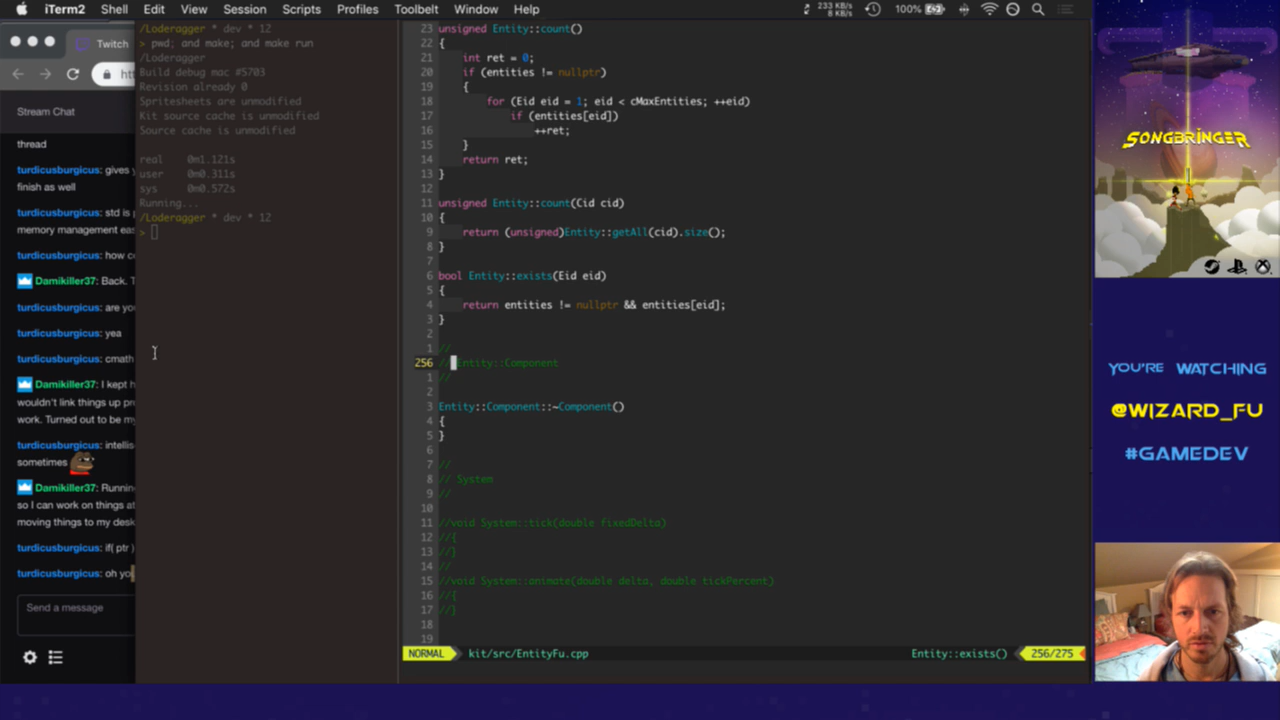 iTerm2 Shell Edit View Session Scripts Profiles Toolbelt Window Help
233 KB/s
8 KB/s
100%
Twitch
Stream Chat
thread
turdicusburgicus: gives
finish as well
turdicusburgicus: std is
memory management eas
turdicusburgicus: how c
Damikiller37: Back. T
turdicusburgicus: are yo
turdicusburgicus: yea
turdicusburgicus: cmath
Damikiller37: I kept
wouldn't link things up pr
work. Turned out to be my
turdicusburgicus: intellis
sometimes
Damikiller37: Runnin
so I can work on things at
moving things to my desk
turdicusburgicus: if( ptr )
turdicusburgicus: oh yo
Send a message
/Loderagger * dev * 12
> pwd; and make; and make run
/Loderagger
Build debug mac #5703
Revision already 0
Spritesheets are unmodified
Kit source cache is unmodified
Source cache is unmodified
real 0m1.121s
user 0m0.311s
sys 0m0.572s
Running...
/Loderagger * dev * 12
>
23 unsigned Entity::count()
22 {
21 int ret = 0;
20 if (entities != nullptr)
19 {
18 for (Eid eid = 1; eid < cMaxEntities; ++eid)
17 if (entities[eid])
16 ++ret;
15 }
14 return ret;
13 }
12
11 unsigned Entity::count(Cid cid)
10 {
9 return (unsigned)Entity::getAll(cid).size();
8 }
7
6 bool Entity::exists(Eid eid)
5 {
4 return entities != nullptr && entities[eid];
3 }
2
1 //
256 // Entity::Component
1 //
2
3 Entity::Component::~Component()
4 {
5 }
6
7 //
8 // System
9 //
10
11 //void System::tick(double fixedDelta)
12 //{
13 //}
14 //
15 //void System::animate(double delta, double tickPercent)
16 //{
17 //}
18
19
NORMAL kit/src/EntityFu.cpp Entity::exists() 256/275
SONGBRINGER
YOU'RE WATCHING
@WIZARD_FU
#GAMEDEV